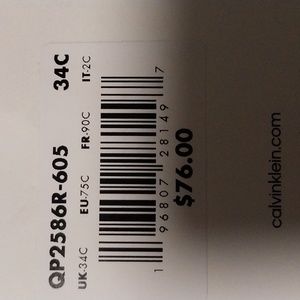 QP2586R-605 34C
UK-34C EU-75C FR-90C IT-2C
1 96807 28149 7
$76.00
calvinklein.com